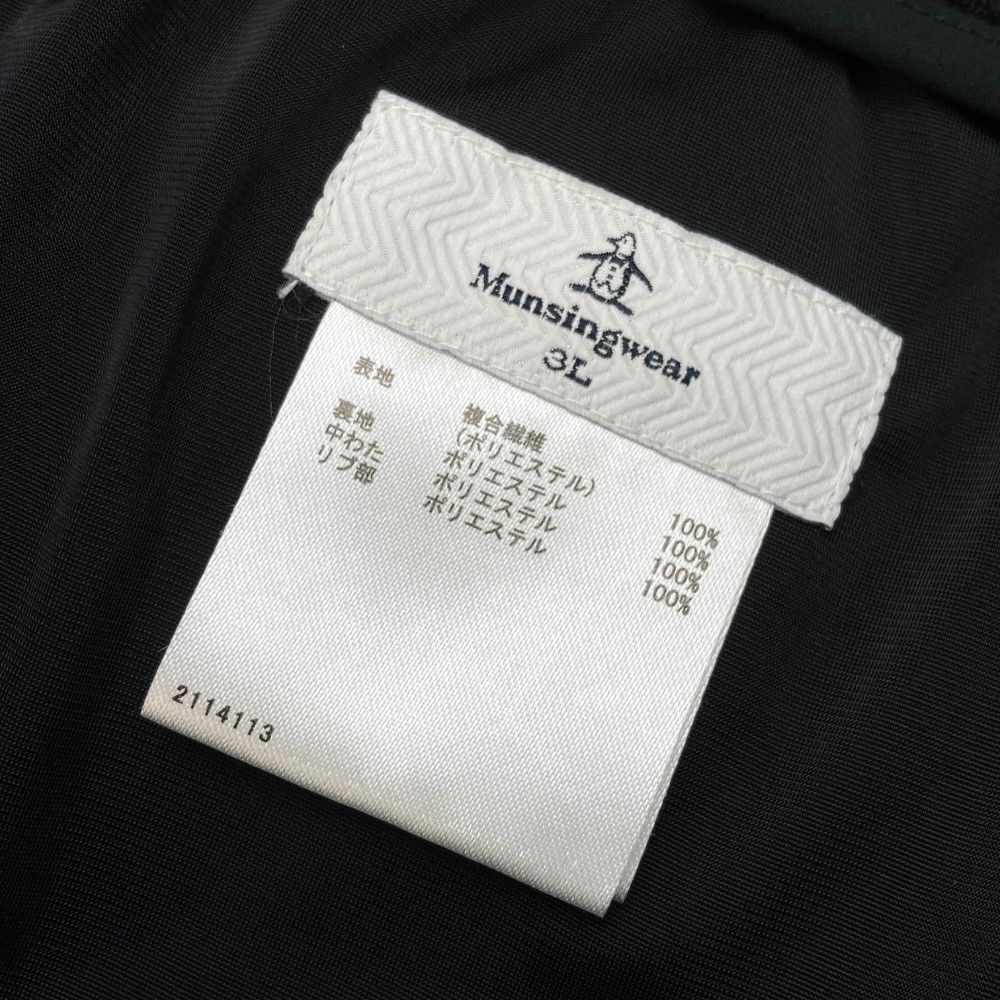 Munsingwear
3L
表地 複合繊維
(ポリエステル) 100%
裏地 ポリエステル 100%
中わた ポリエステル 100%
リブ部 ポリエステル 100%
2114113